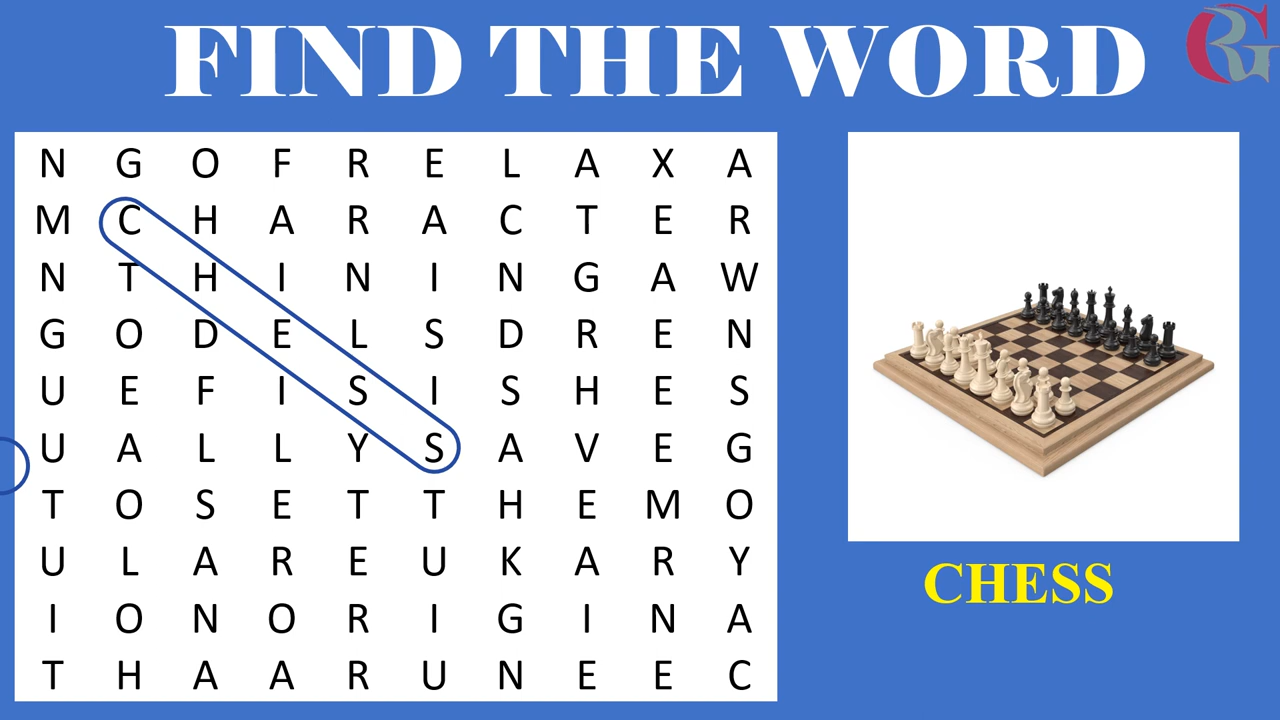 FIND THE WORD
N G O F R E L A X A
M C H A R A C T E R
N T H I N I N G A W
G O D E L S D R E N
U E F I S I S H E S
U A L L Y S A V E G
T O S E T T H E M O
U L A R E U K A R Y
I O N O R I G I N A
T H A A R U N E E C
CHESS